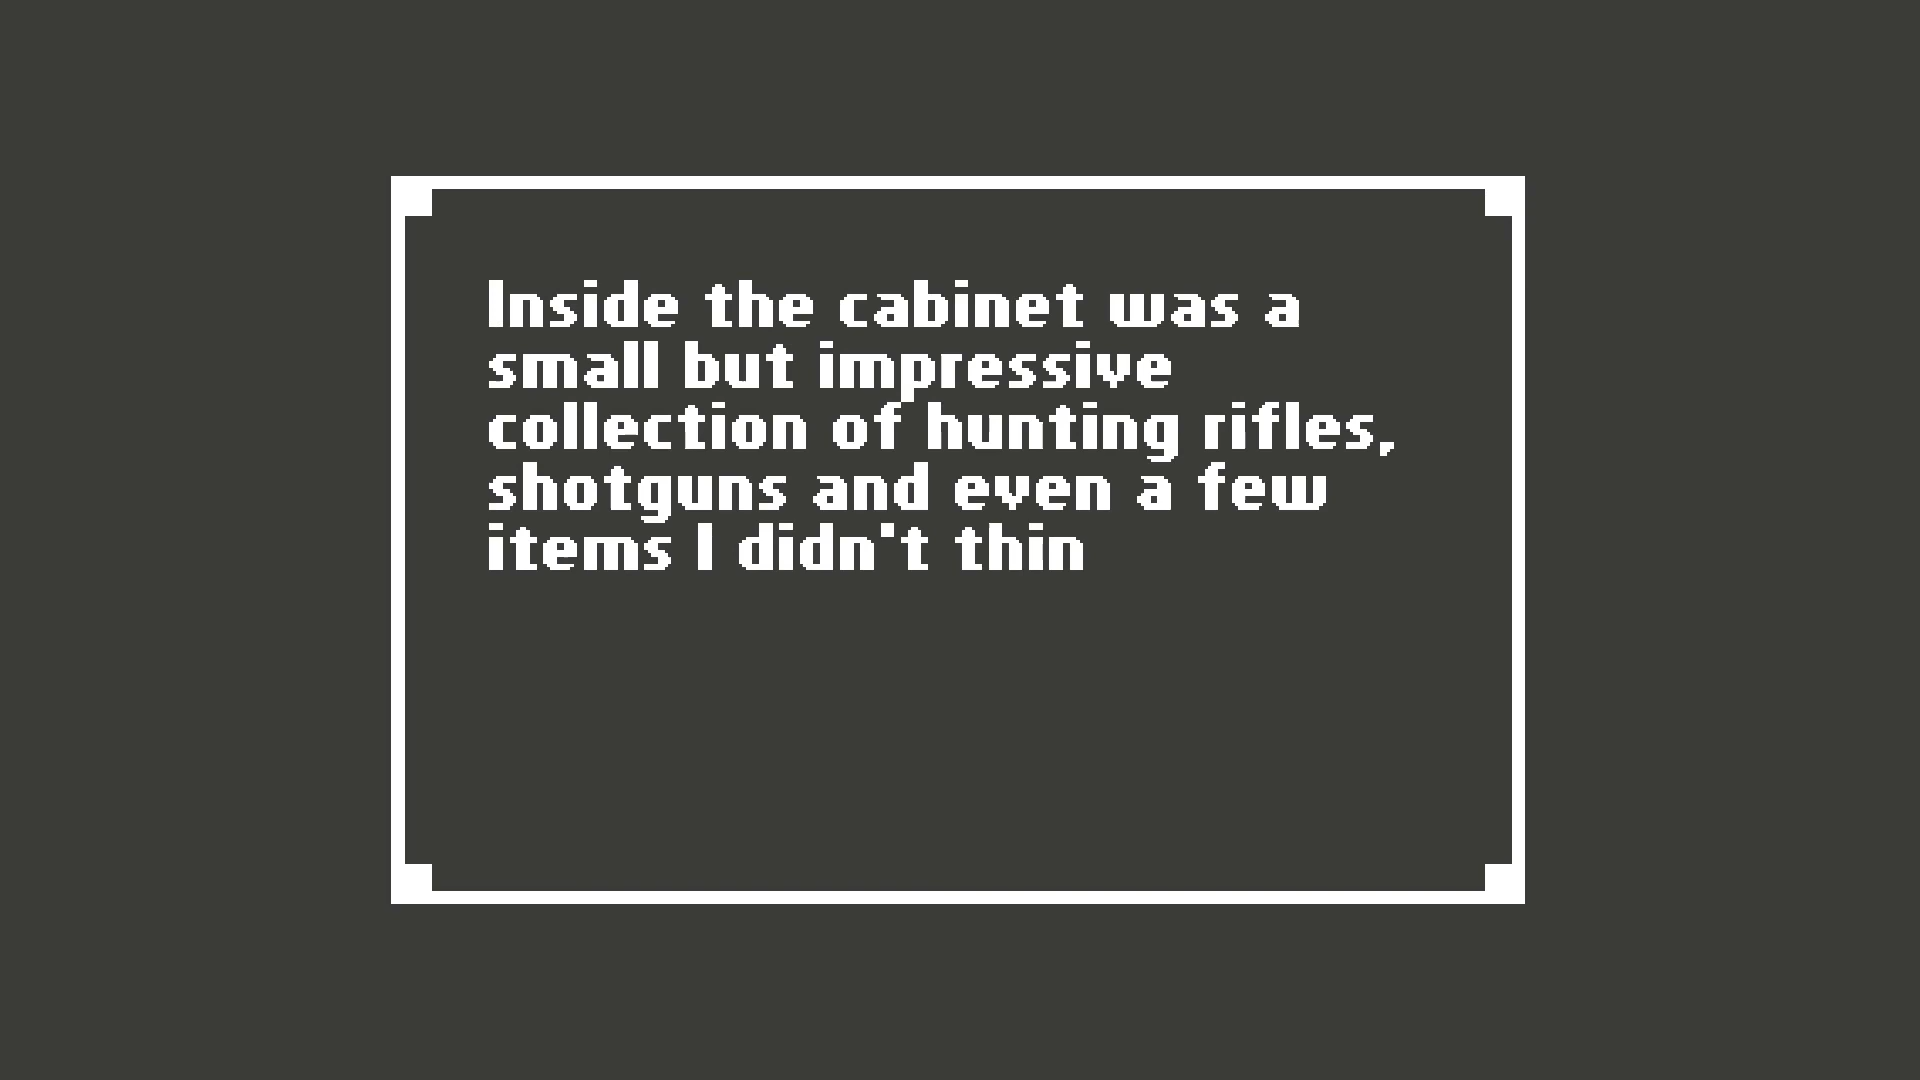 Inside the cabinet was a
small but impressive
collection of hunting rifles,
shotguns and even a few
items I didn't thin